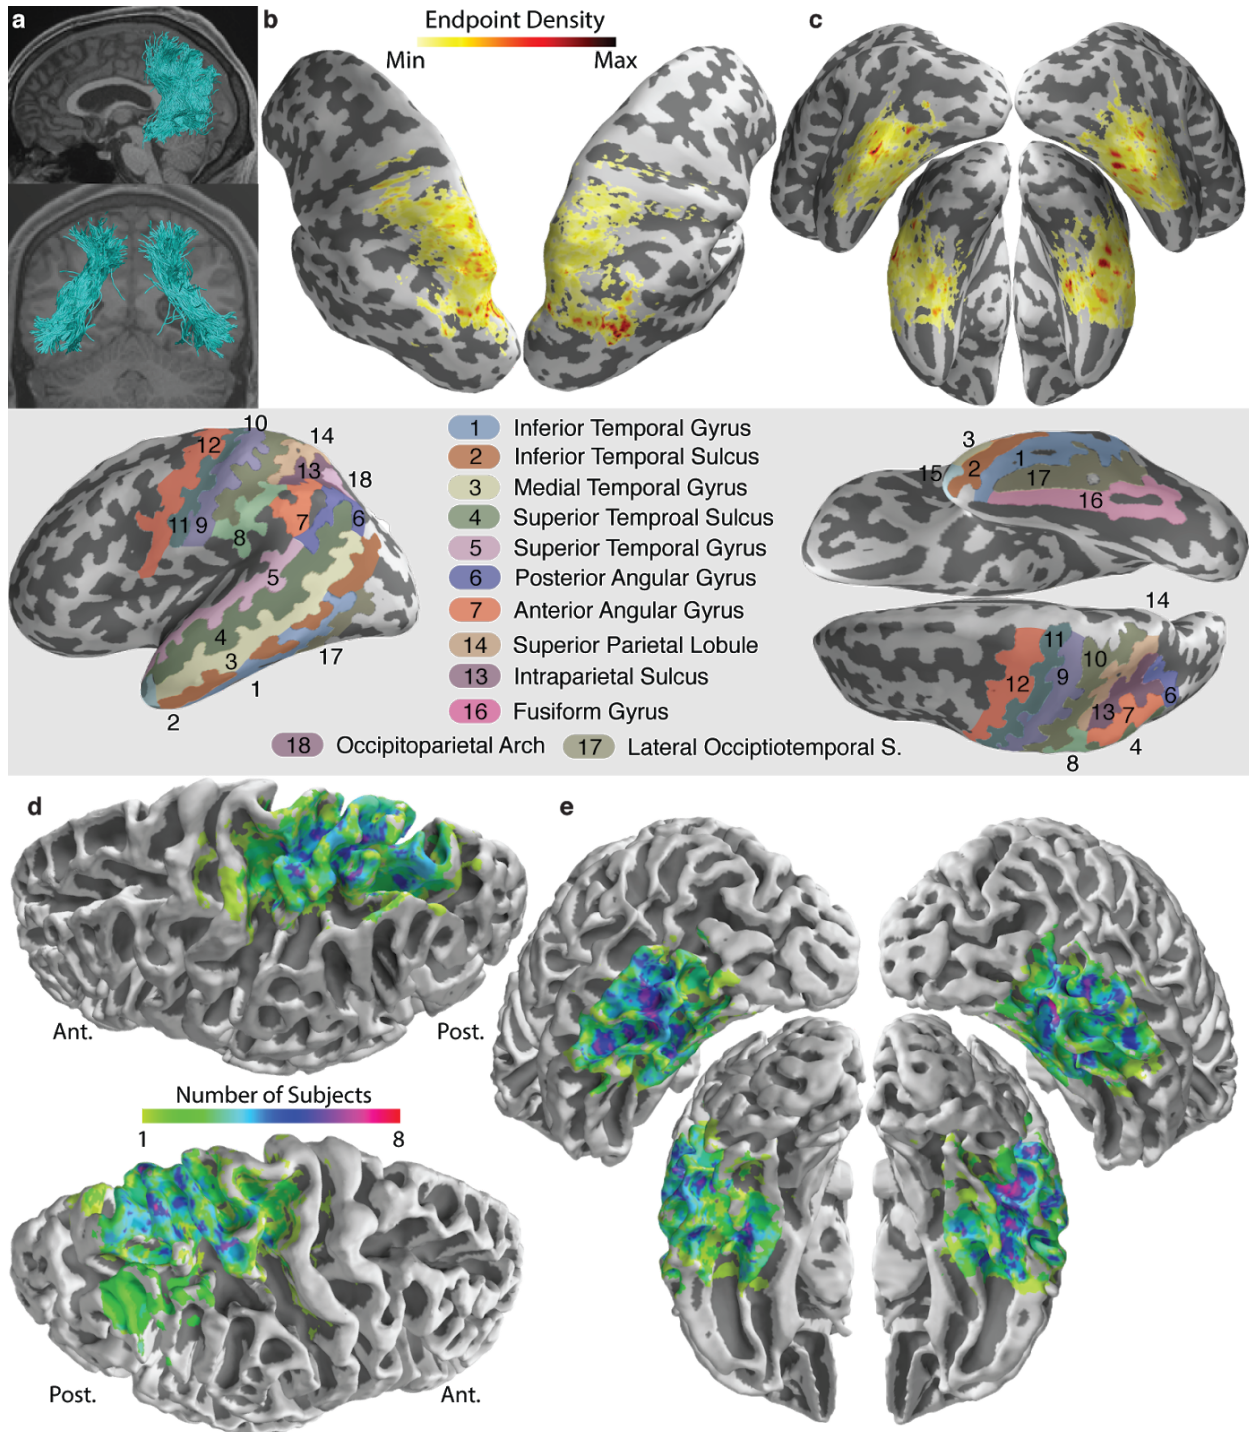 a
b
Endpoint Density
Min Max
c
10
12
14
13
18
11 9
8
7
6
5
4
3
17
1
2
1 Inferior Temporal Gyrus
2 Inferior Temporal Sulcus
3 Medial Temporal Gyrus
4 Superior Temproal Sulcus
5 Superior Temporal Gyrus
6 Posterior Angular Gyrus
7 Anterior Angular Gyrus
14 Superior Parietal Lobule
13 Intraparietal Sulcus
16 Fusiform Gyrus
18 Occipitoparietal Arch 17 Lateral Occiptiotemporal S.
3
1
15 2
17
16
14
11
10
12 9
6
13 7
4
8
d
Ant. Post.
Number of Subjects
1 8
Post. Ant.
e